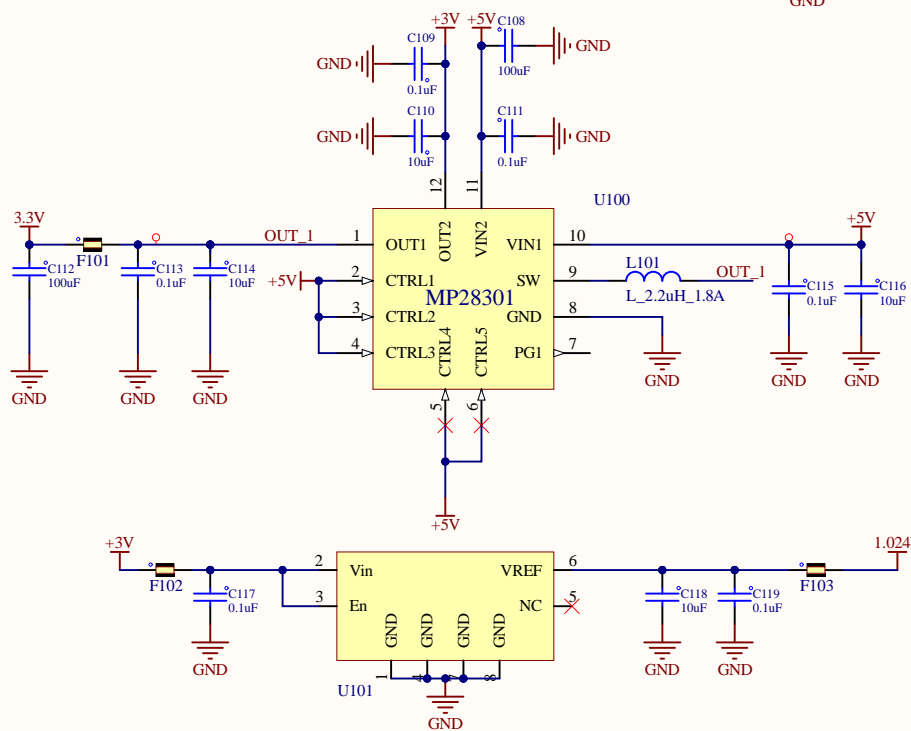 GND
+3V
+5V
C109
GND
0.1uF
C108
100uF
GND
C110
GND
10uF
C111
0.1uF
GND
12
11
U100
3.3V
OUT_1
1
OUT1
OUT2
VIN2
VIN1
10
+5V
F101
C112
100uF
C113
0.1uF
C114
10uF
+5V
2
CTRL1
SW
9
L101
L_2.2uH_1.8A
OUT_1
C115
0.1uF
C116
10uF
MP28301
3
CTRL2
GND
8
4
CTRL3
CTRL4
CTRL5
PG1
7
GND
GND
GND
GND
GND
GND
5
6
+5V
+3V
F102
C117
0.1uF
GND
2
Vin
3
En
VREF
6
NC
5
GND
GND
GND
GND
1
4
8
U101
GND
C118
10uF
C119
0.1uF
GND
GND
F103
1.024